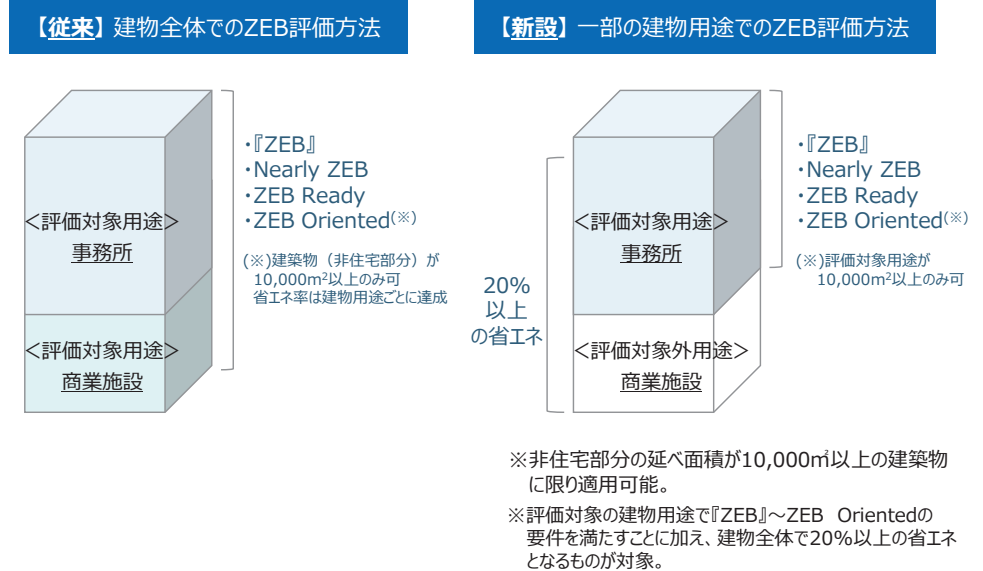 【従来】建物全体でのZEB評価方法
・『ZEB』
・Nearly ZEB
・ZEB Ready
・ZEB Oriented(※)
(※)建築物（非住宅部分）が
10,000m²以上のみ可
省エネ率は建物用途ごとに達成
<評価対象用途>
事務所
<評価対象用途>
商業施設
【新設】一部の建物用途でのZEB評価方法
・『ZEB』
・Nearly ZEB
・ZEB Ready
・ZEB Oriented(※)
(※)評価対象用途が
10,000m²以上のみ可
<評価対象用途>
事務所
20%
以上
の省エネ
<評価対象外用途>
商業施設
※非住宅部分の延べ面積が10,000㎡以上の建築物
に限り適用可能。
※評価対象の建物用途で『ZEB』～ZEB Orientedの
要件を満たすことに加え、建物全体で20%以上の省エネ
となるものが対象。